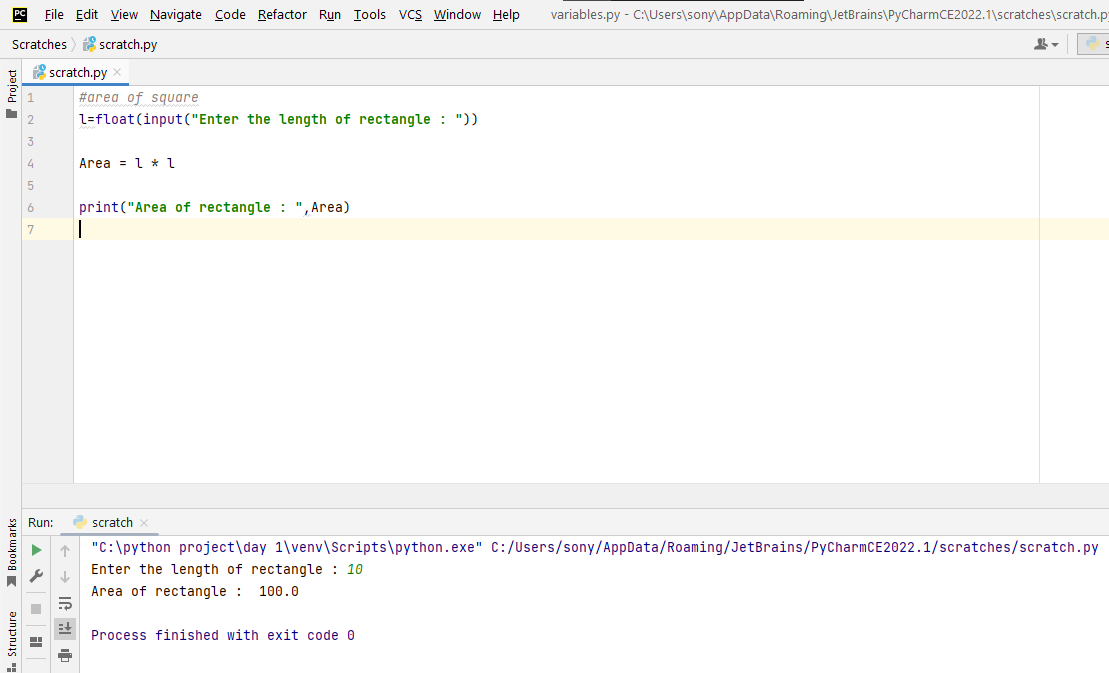 PC File Edit View Navigate Code Refactor Run Tools VCS Window Help variables.py - C:\Users\sony\AppData\Roaming\JetBrains\PyCharmCE2022.1\scratches\scratch.py
Scratches scratch.py s
Project
scratch.py
1 #area of square
2 l=float(input("Enter the length of rectangle : "))
3
4 Area = l * l
5
6 print("Area of rectangle : ",Area)
7
Bookmarks
Structure
Run: scratch
"C:\python project\day 1\venv\Scripts\python.exe" C:/Users/sony/AppData/Roaming/JetBrains/PyCharmCE2022.1/scratches/scratch.py
Enter the length of rectangle : 10
Area of rectangle :  100.0
Process finished with exit code 0